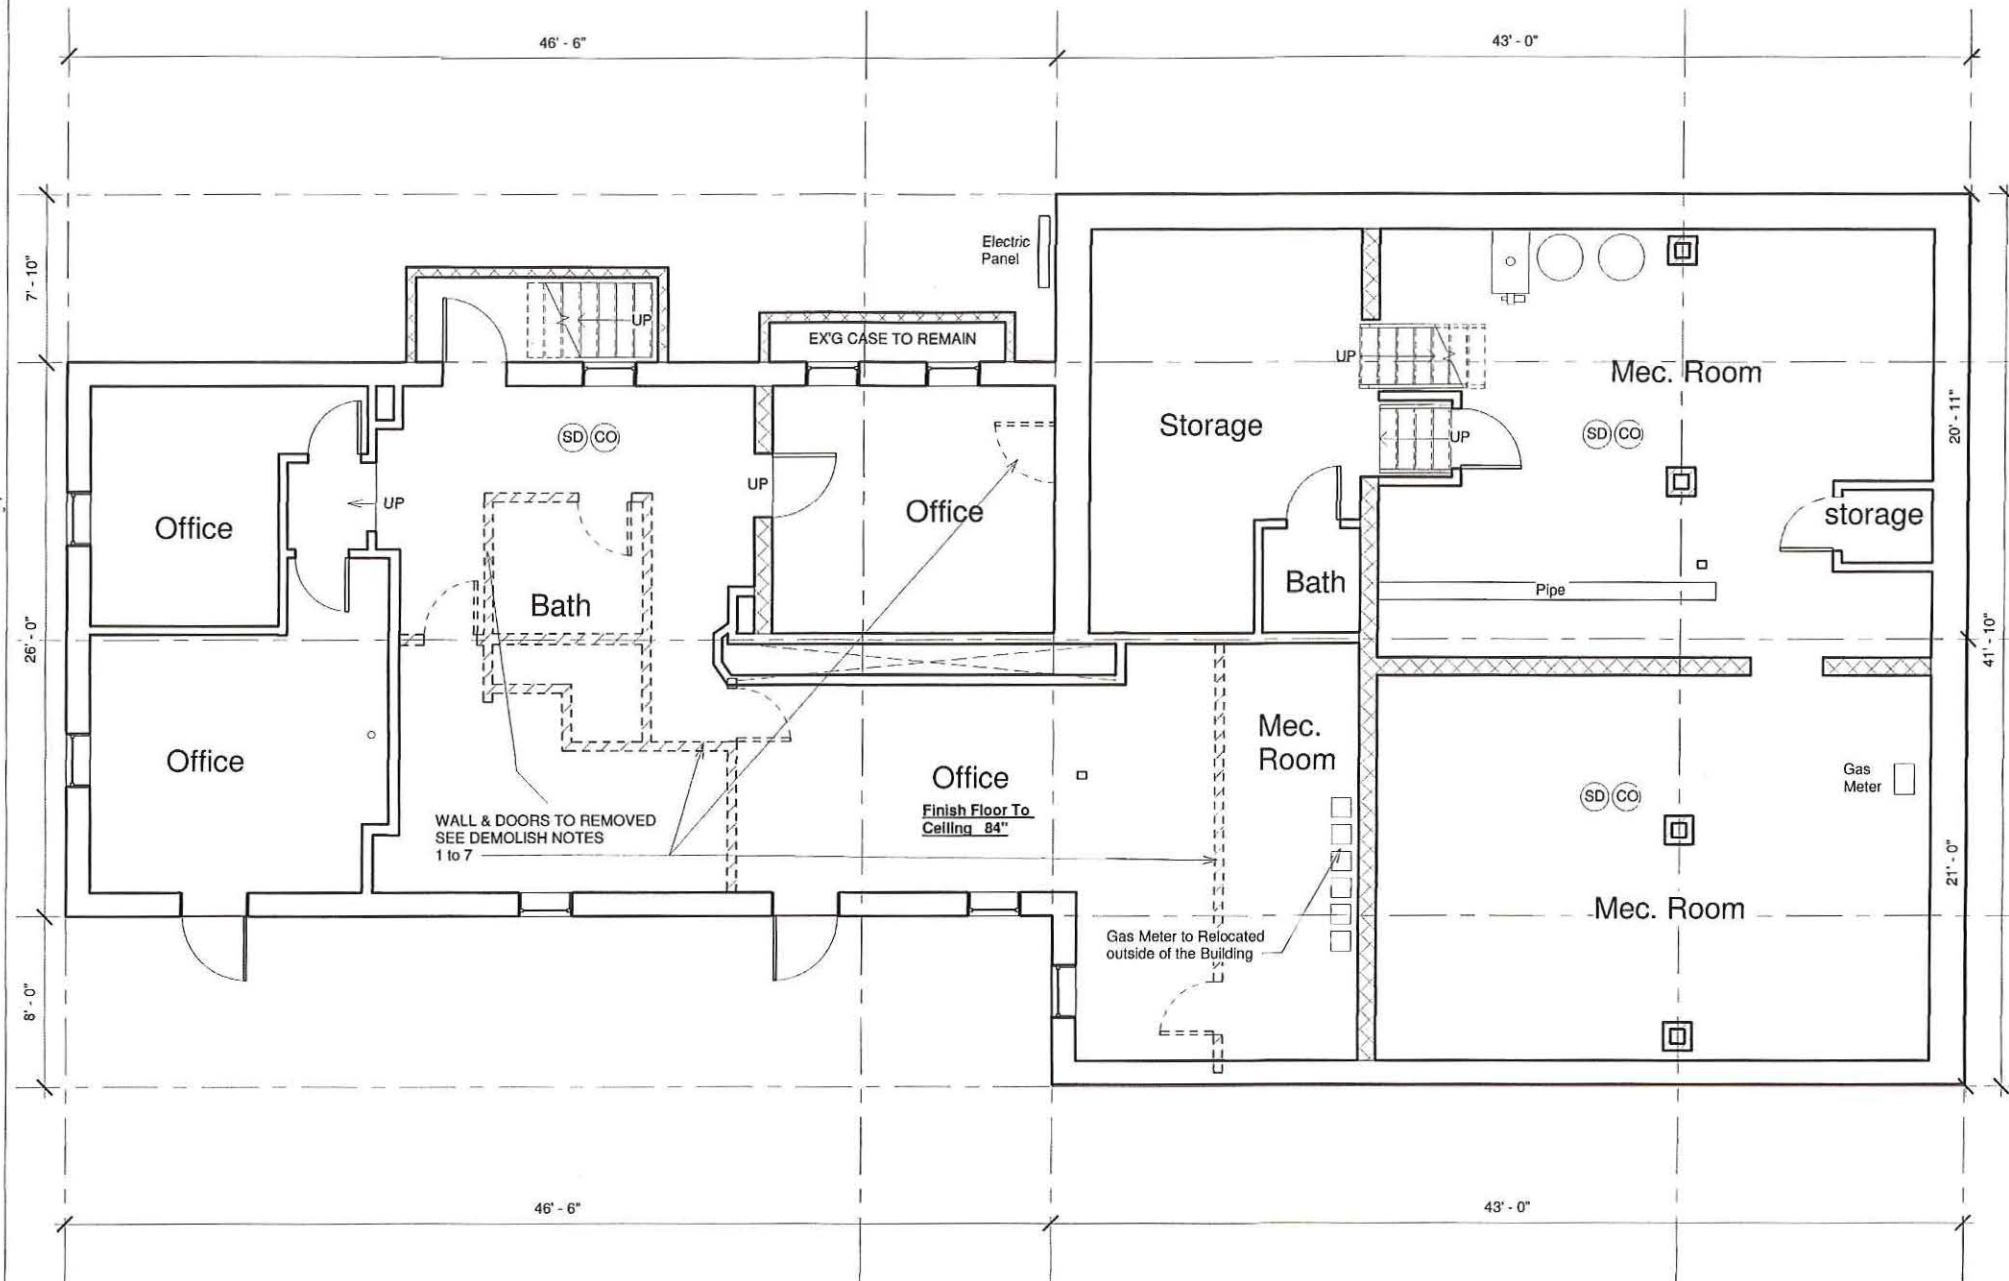 46' - 6"
43' - 0"
7' - 10"
Electric
Panel
UP
EX'G CASE TO REMAIN
UP
Mec. Room
20' - 11"
Storage
SD CO
SD CO
UP
UP
UP
Office
Office
storage
Bath
Bath
Pipe
26' - 0"
41' - 10"
Mec.
Room
Office
Office
Finish Floor To
Ceiling 84"
Gas
Meter
SD CO
WALL & DOORS TO REMOVED
SEE DEMOLISH NOTES
1 to 7
21' - 0"
Mec. Room
Gas Meter to Relocated
outside of the Building
8' - 0"
46' - 6"
43' - 0"